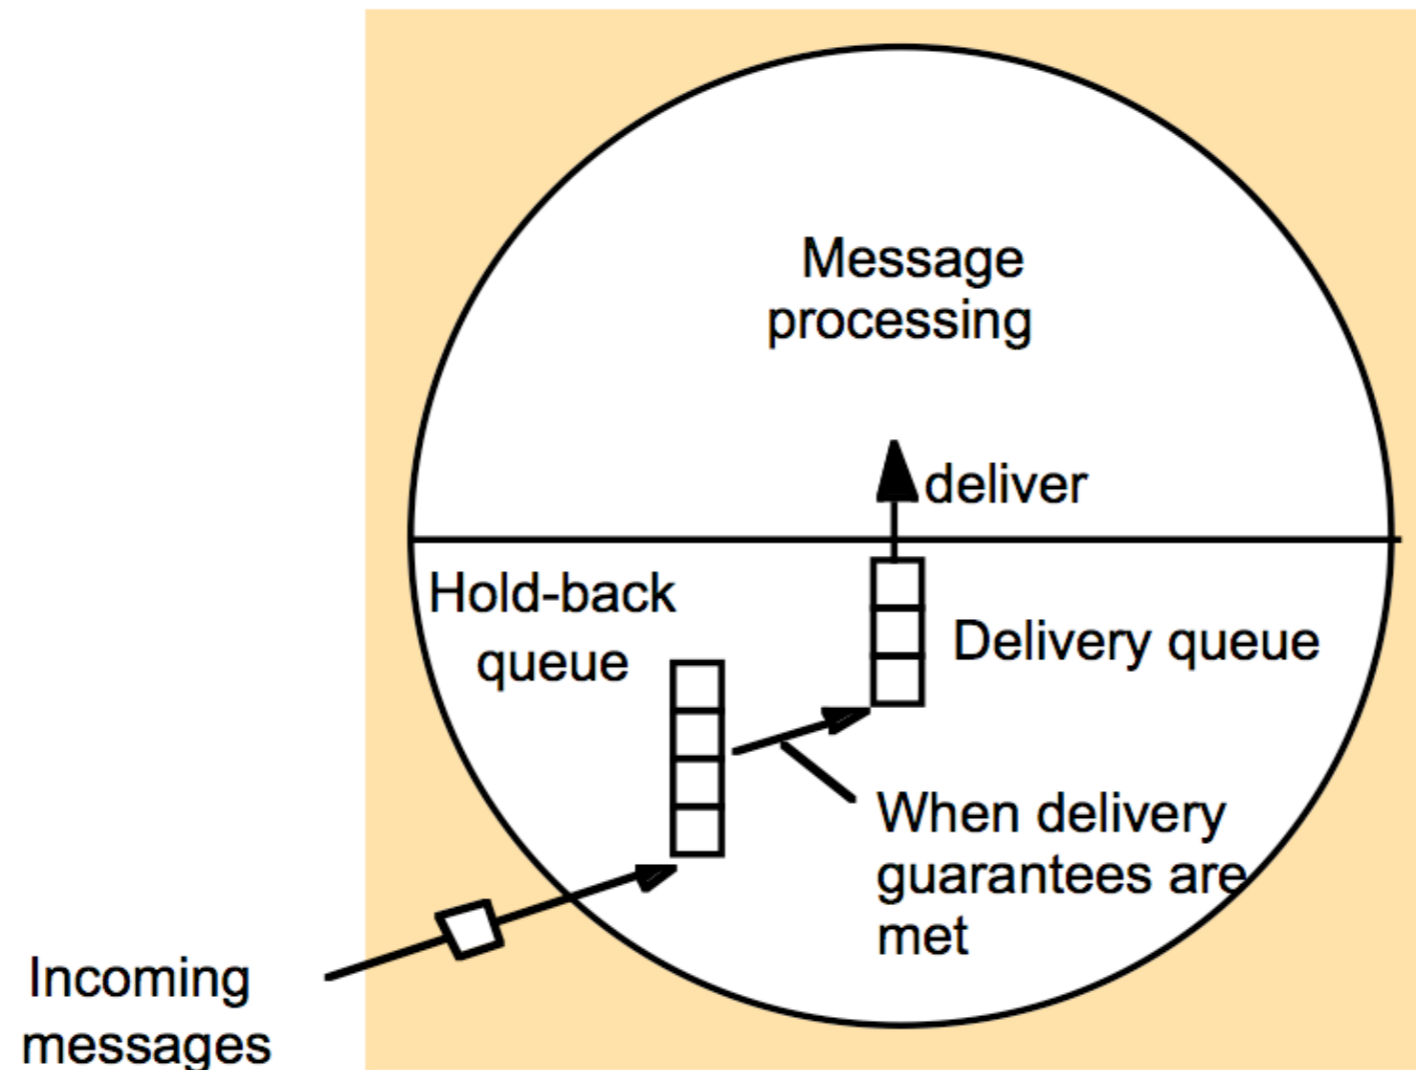 Message
processing
deliver
Hold-back
queue
Delivery queue
When delivery
guarantees are
met
Incoming
messages